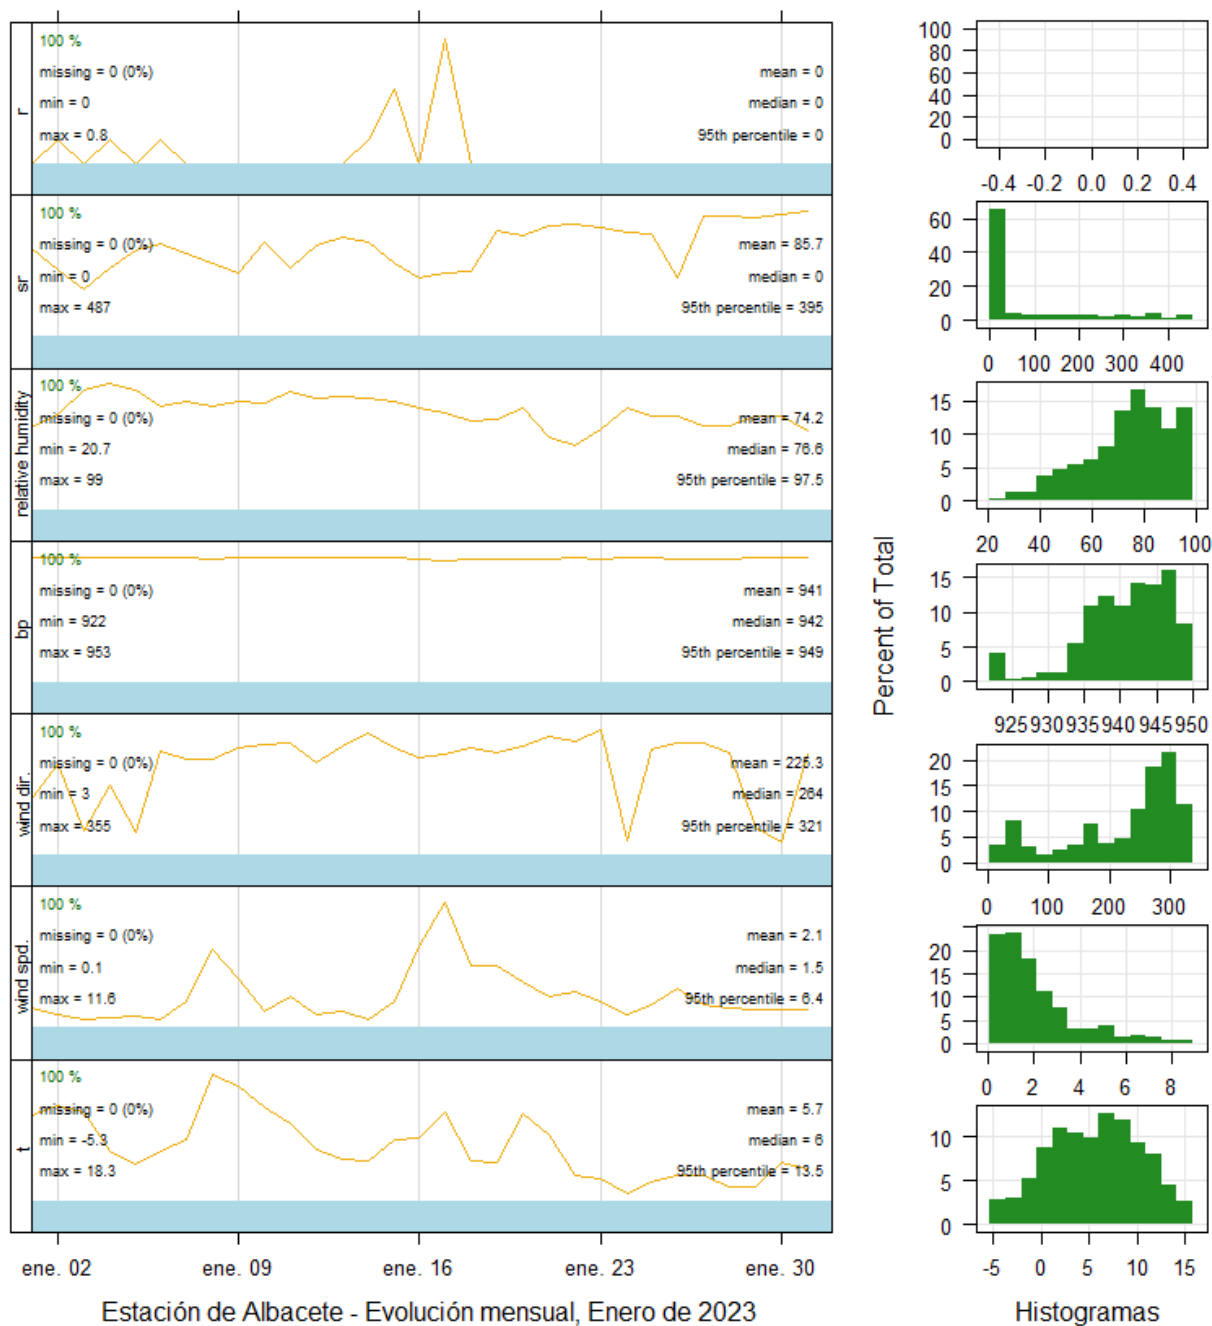 r
100 %
missing = 0 (0%)
min = 0
max = 0.8
mean = 0
median = 0
95th percentile = 0
sr
100 %
missing = 0 (0%)
min = 0
max = 487
mean = 85.7
median = 0
95th percentile = 395
relative humidity
100 %
missing = 0 (0%)
min = 20.7
max = 99
mean = 74.2
median = 76.6
95th percentile = 97.5
bp
100 %
missing = 0 (0%)
min = 922
max = 953
mean = 941
median = 942
95th percentile = 949
wind dir.
100 %
missing = 0 (0%)
min = 3
max = 355
mean = 225.3
median = 264
95th percentile = 321
wind spd.
100 %
missing = 0 (0%)
min = 0.1
max = 11.6
mean = 2.1
median = 1.5
95th percentile = 6.4
t
100 %
missing = 0 (0%)
min = -5.3
max = 18.3
mean = 5.7
median = 6
95th percentile = 13.5
ene. 02 ene. 09 ene. 16 ene. 23 ene. 30
Estación de Albacete - Evolución mensual, Enero de 2023
Percent of Total
100
80
60
40
20
0
-0.4 -0.2 0.0 0.2 0.4
60
40
20
0
0 100 200 300 400
15
10
5
0
20 40 60 80 100
15
10
5
0
925 930 935 940 945 950
20
15
10
5
0
0 100 200 300
20
15
10
5
0
0 2 4 6 8
10
5
0
-5 0 5 10 15
Histogramas